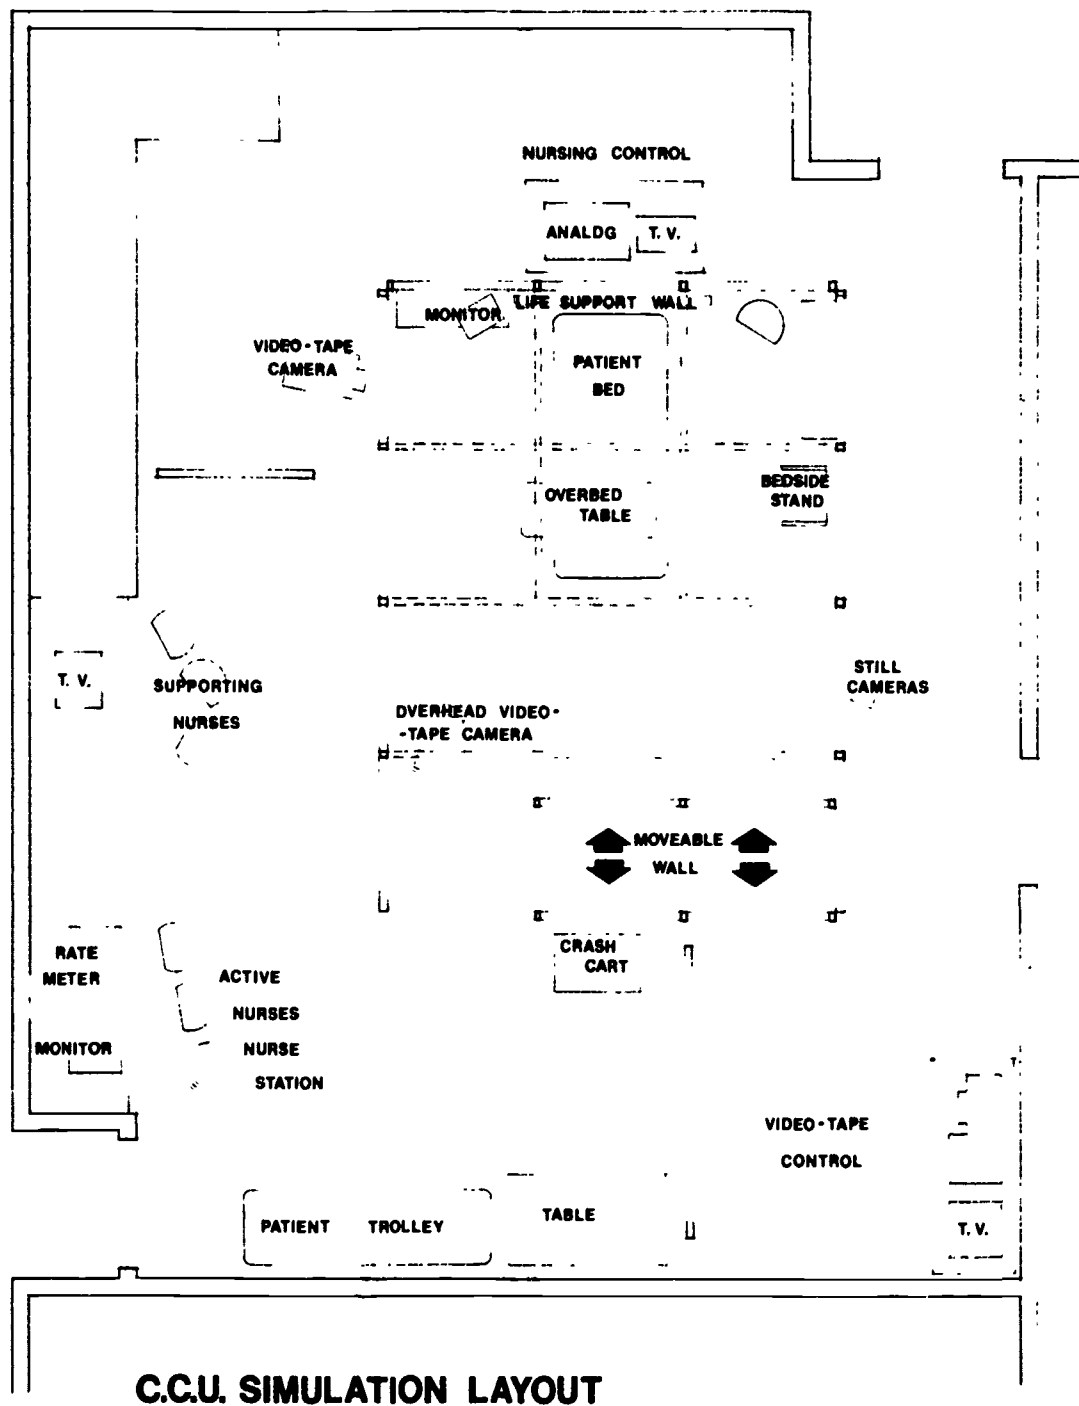 NURSING CONTROL
ANALDG
T. V.
LIFE SUPPORT WALL
MONITOR
VIDEO-TAPE
CAMERA
PATIENT
BED
OVERBED
TABLE
BEDSIDE
STAND
T. V.
SUPPORTING
NURSES
STILL
CAMERAS
DVERHEAD VIDEO-
-TAPE CAMERA
MOVEABLE
WALL
CRASH
CART
RATE
METER
ACTIVE
NURSES
MONITOR
NURSE
STATION
VIDEO-TAPE
CONTROL
PATIENT TROLLEY
TABLE
T. V.
C.C.U. SIMULATION LAYOUT